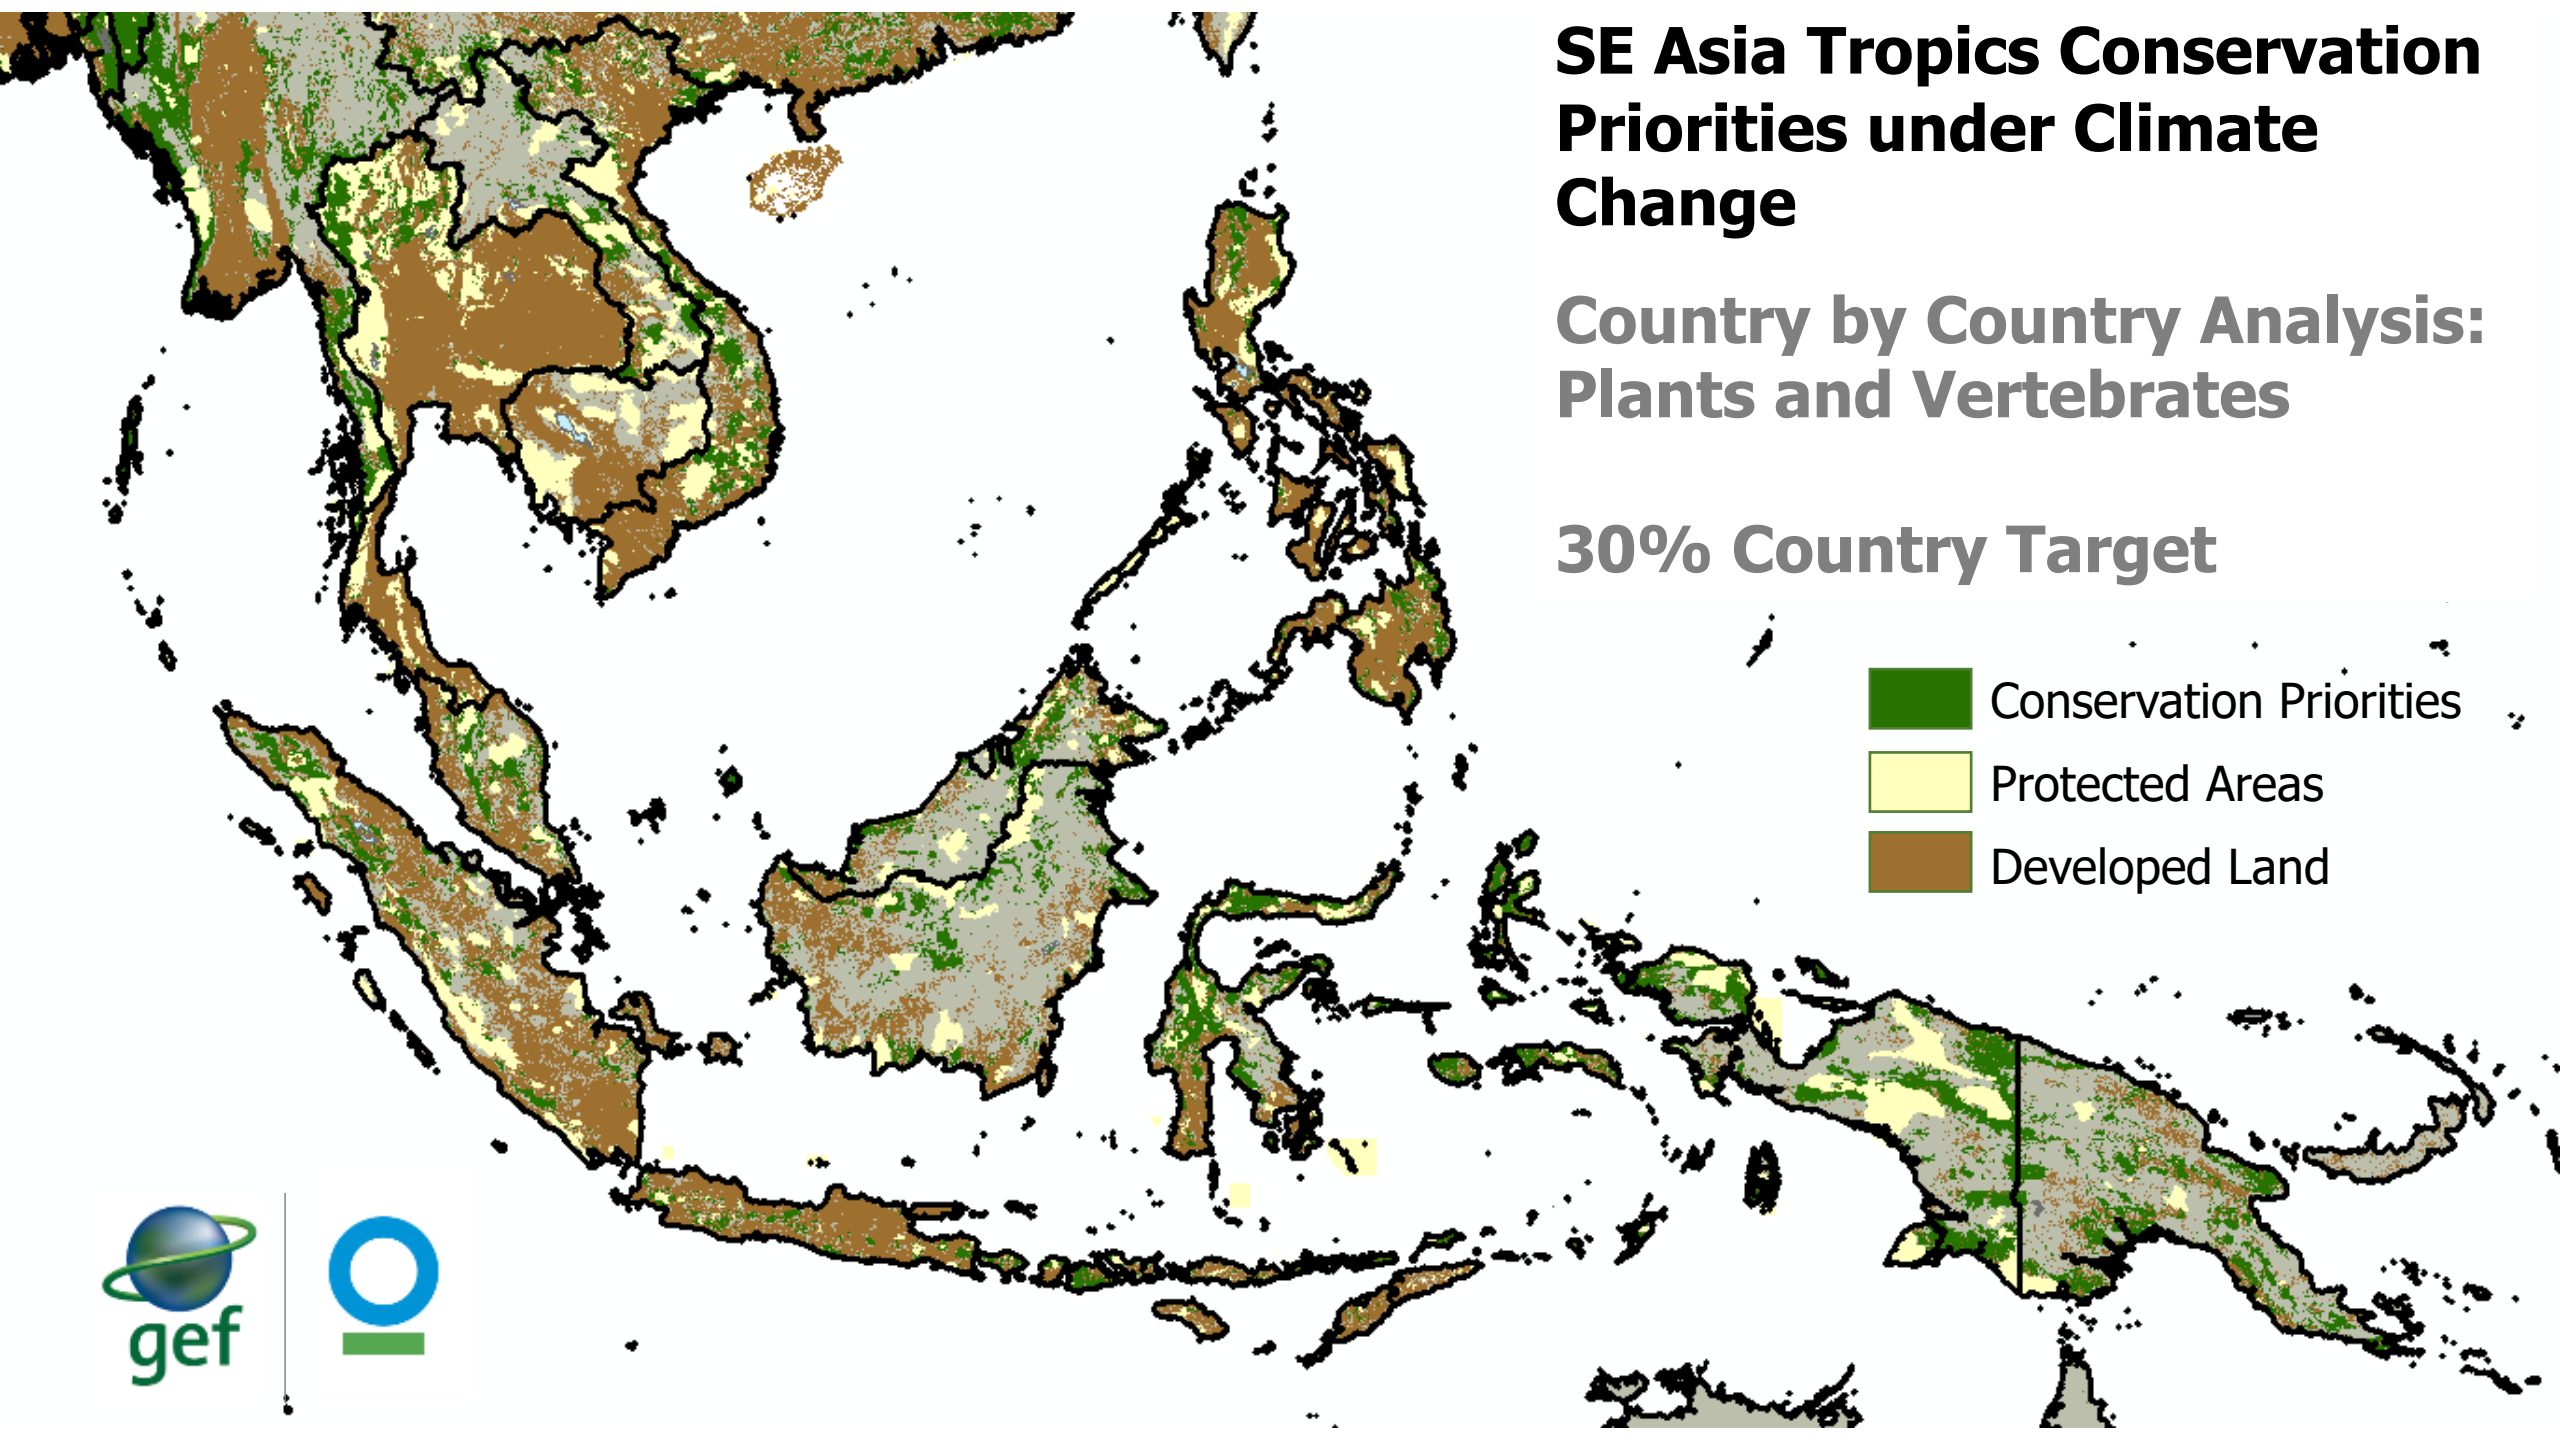 SE Asia Tropics Conservation
Priorities under Climate
Change
Country by Country Analysis:
Plants and Vertebrates
30% Country Target
Conservation Priorities
Protected Areas
Developed Land
gef